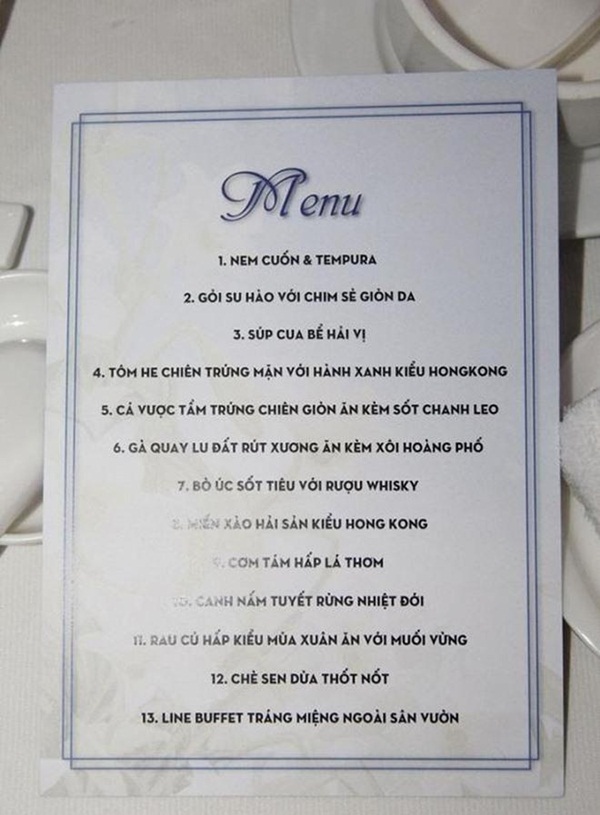 Menu
1. NEM CUỐN & TEMPURA
2. GỎI SU HÀO VỚI CHIM SẺ GIÒN DA
3. SÚP CUA BỂ HẢI VỊ
4. TÔM HE CHIÊN TRỨNG MẶN VỚI HÀNH XANH KIỂU HONGKONG
5. CÁ VƯỢC TẨM TRỨNG CHIÊN GIÒN ĂN KÈM SỐT CHANH LEO
6. GÀ QUAY LU ĐẤT RÚT XƯƠNG ĂN KÈM XÔI HOÀNG PHỐ
7. BÒ ÚC SỐT TIÊU VỚI RƯỢU WHISKY
8. MIẾN XÀO HẢI SẢN KIỂU HONG KONG
9. CƠM TÁM HẤP LÁ THƠM
10. CANH NẤM TUYẾT RỪNG NHIỆT ĐỚI
11. RAU CỦ HẤP KIỂU MÙA XUÂN ĂN VỚI MUỐI VỪNG
12. CHÈ SEN DỪA THỐT NỐT
13. LINE BUFFET TRÁNG MIỆNG NGOÀI SÂN VƯỜN